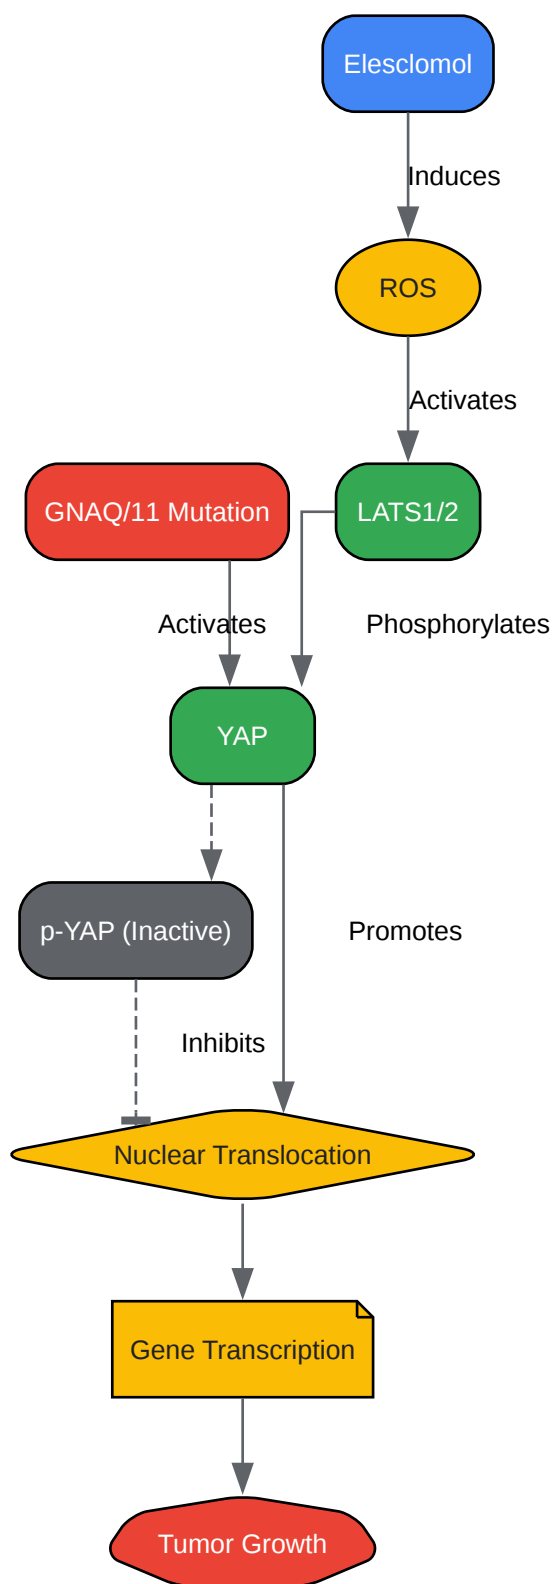 Elesclomol
Induces
ROS
Activates
GNAQ/11 Mutation
LATS1/2
Activates
Phosphorylates
YAP
p-YAP (Inactive)
Promotes
Inhibits
Nuclear Translocation
Gene Transcription
Tumor Growth